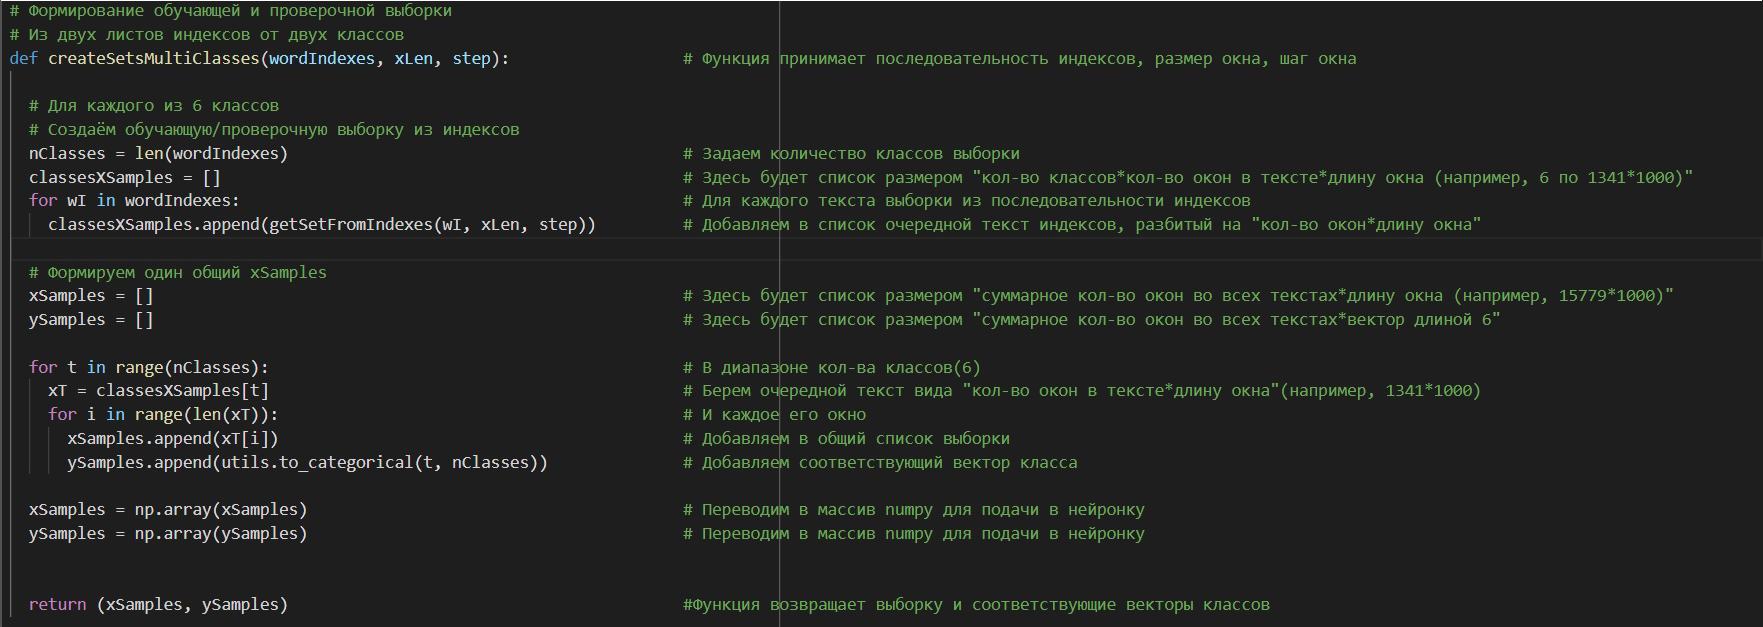 # Формирование обучающей и проверочной выборки
# Из двух листов индексов от двух классов
def createSetsMultiClasses(wordIndexes, xLen, step): # Функция принимает последовательность индексов, размер окна, шаг окна
# Для каждого из 6 классов
# Создаём обучающую/проверочную выборку из индексов
nClasses = len(wordIndexes) # Задаем количество классов выборки
classesXSamples = [] # Здесь будет список размером "кол-во классов*кол-во окон в тексте*длину окна (например, 6 по 1341*1000)"
for wI in wordIndexes: # Для каждого текста выборки из последовательности индексов
classesXSamples.append(getSetFromIndexes(wI, xLen, step)) # Добавляем в список очередной текст индексов, разбитый на "кол-во окон*длину окна"
# Формируем один общий xSamples
xSamples = [] # Здесь будет список размером "суммарное кол-во окон во всех текстах*длину окна (например, 15779*1000)"
ySamples = [] # Здесь будет список размером "суммарное кол-во окон во всех текстах*вектор длиной 6"
for t in range(nClasses): # В диапазоне кол-ва классов(6)
xT = classesXSamples[t] # Берем очередной текст вида "кол-во окон в тексте*длину окна"(например, 1341*1000)
for i in range(len(xT)): # И каждое его окно
xSamples.append(xT[i]) # Добавляем в общий список выборки
ySamples.append(utils.to_categorical(t, nClasses)) # Добавляем соответствующий вектор класса
xSamples = np.array(xSamples) # Переводим в массив numpy для подачи в нейронку
ySamples = np.array(ySamples) # Переводим в массив numpy для подачи в нейронку
return (xSamples, ySamples) #Функция возвращает выборку и соответствующие векторы классов